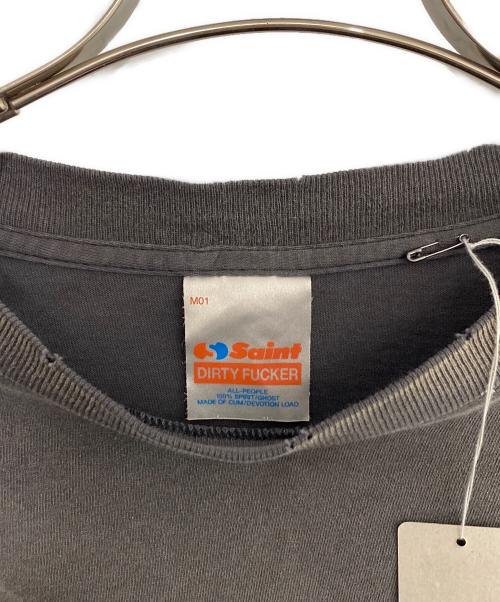 M01
Saint
DIRTY FUCKER
ALL-PEOPLE
100% SPIRIT/GHOST
MADE OF CUM/DEVOTION LOAD